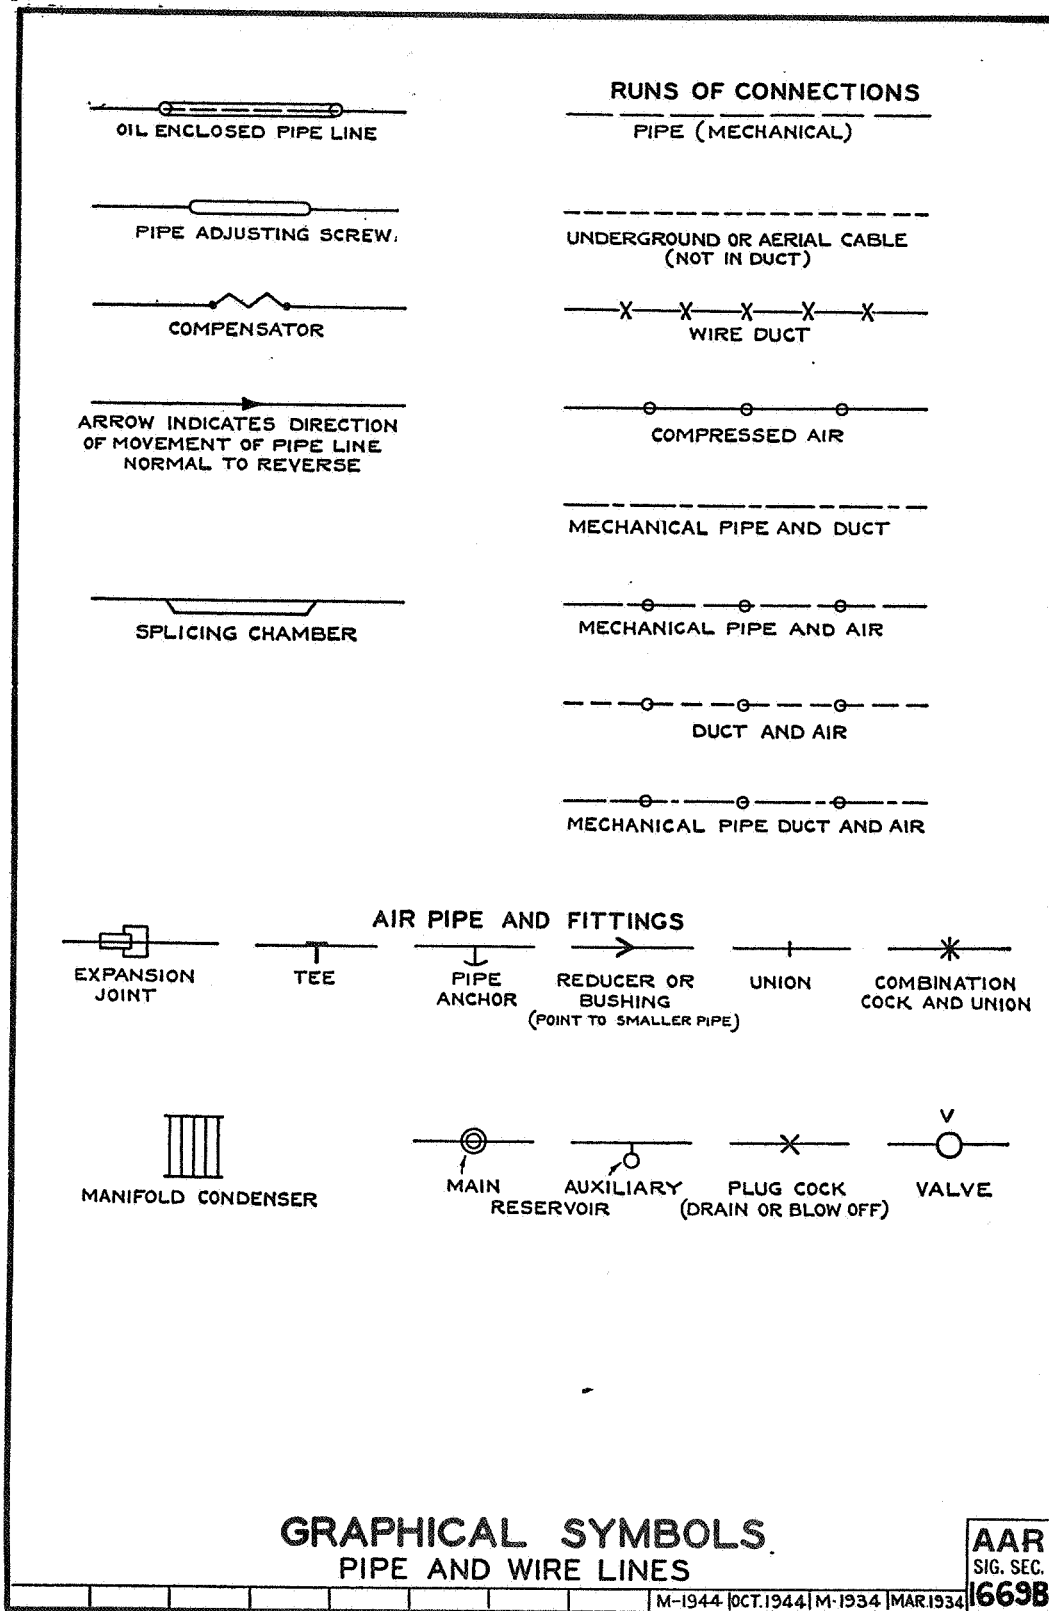 OIL ENCLOSED PIPE LINE
PIPE ADJUSTING SCREW.
COMPENSATOR
ARROW INDICATES DIRECTION
OF MOVEMENT OF PIPE LINE
NORMAL TO REVERSE
SPLICING CHAMBER
RUNS OF CONNECTIONS
PIPE (MECHANICAL)
UNDERGROUND OR AERIAL CABLE
(NOT IN DUCT)
WIRE DUCT
COMPRESSED AIR
MECHANICAL PIPE AND DUCT
MECHANICAL PIPE AND AIR
DUCT AND AIR
MECHANICAL PIPE DUCT AND AIR
AIR PIPE AND FITTINGS
EXPANSION
JOINT
TEE
PIPE
ANCHOR
REDUCER OR
BUSHING
(POINT TO SMALLER PIPE)
UNION
COMBINATION
COCK AND UNION
MANIFOLD CONDENSER
MAIN
AUXILIARY
RESERVOIR
PLUG COCK
(DRAIN OR BLOW OFF)
V
VALVE
GRAPHICAL SYMBOLS
PIPE AND WIRE LINES
M-1944 OCT.1944 M-1934 MAR.1934
AAR
SIG. SEC.
1669B